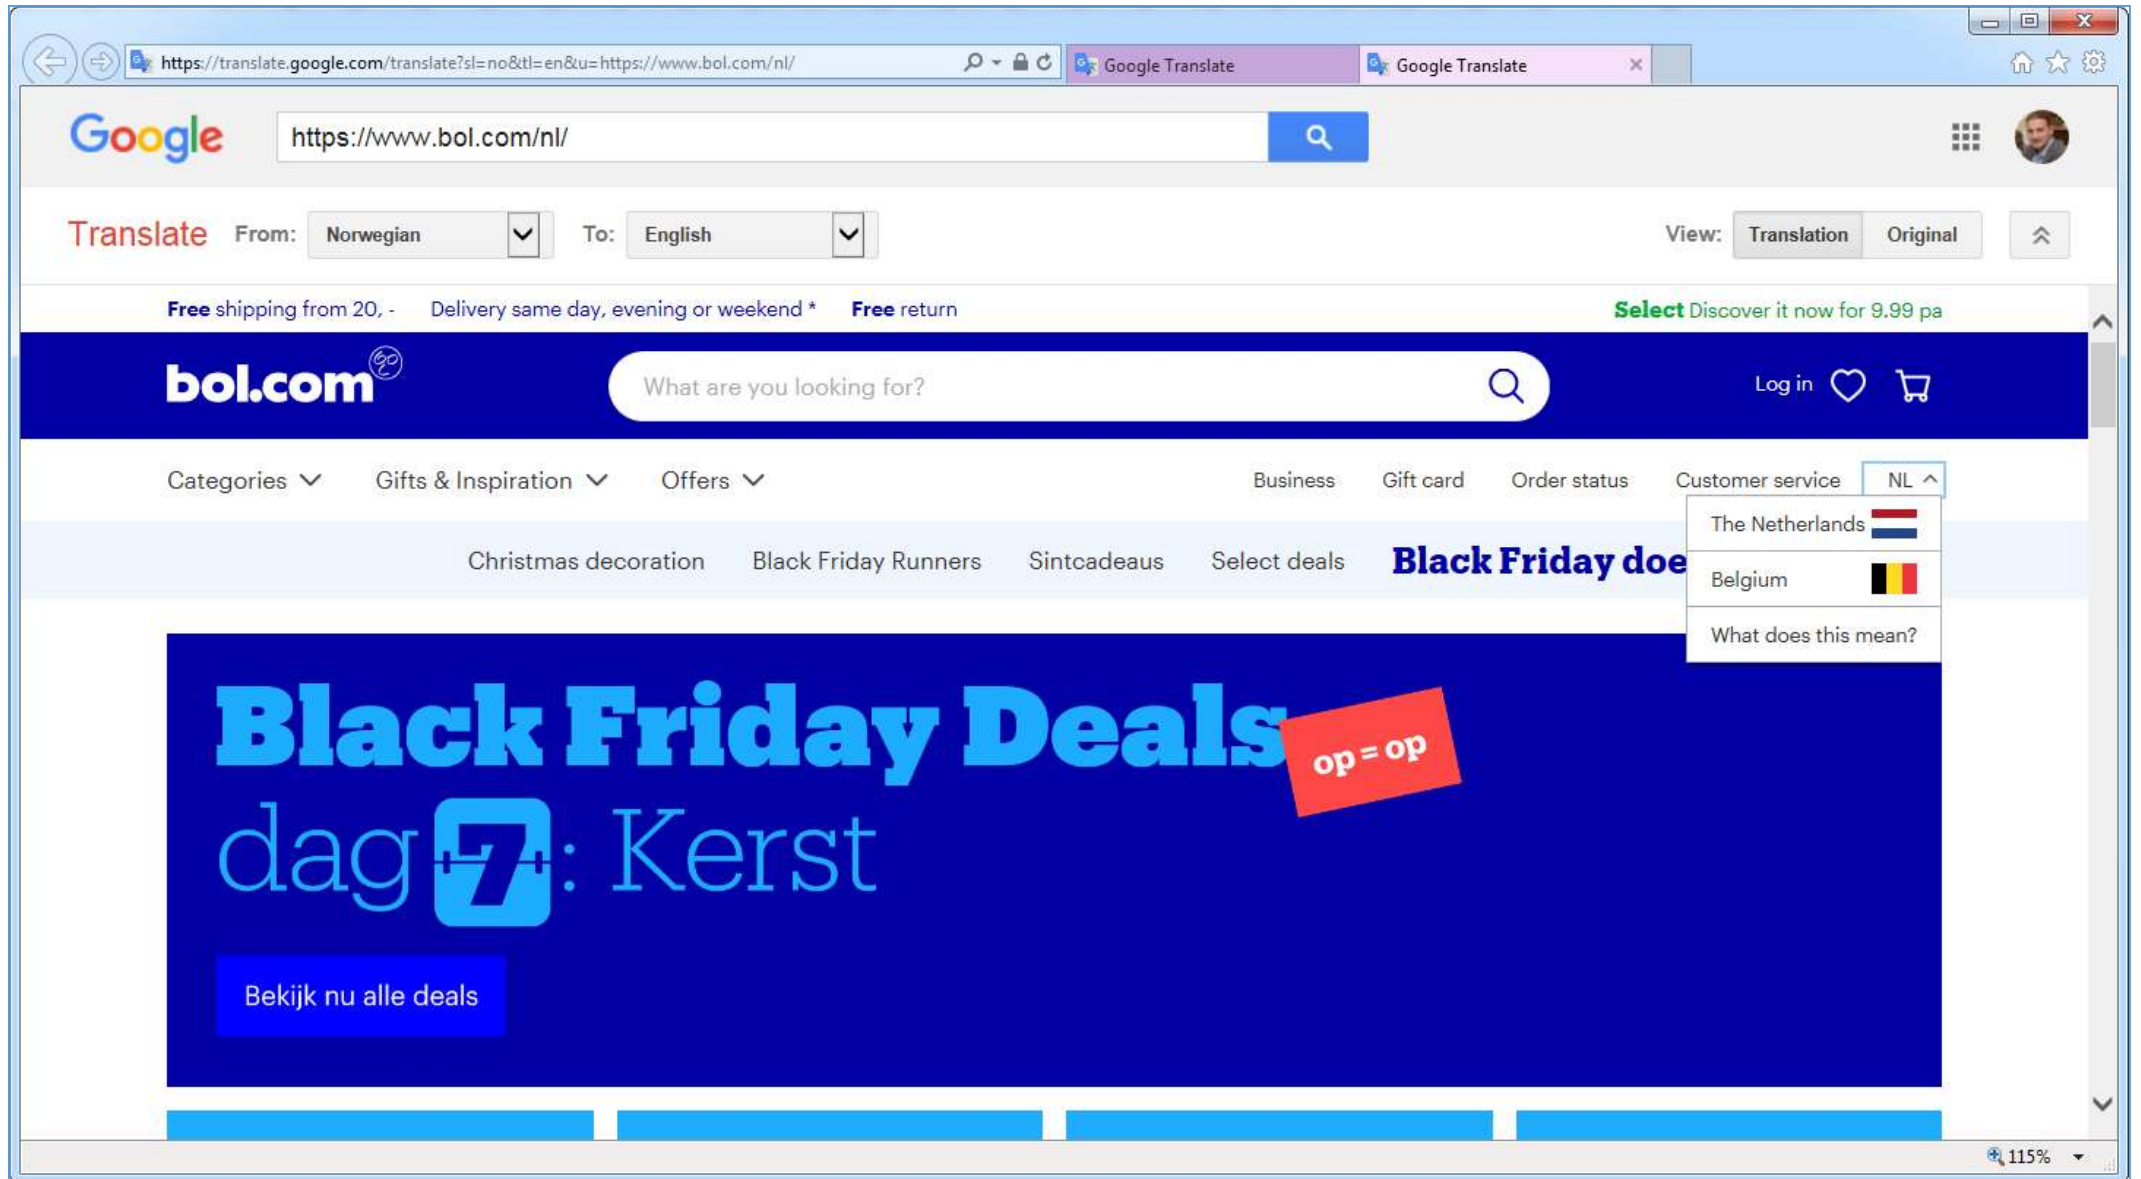 https://translate.google.com/translate?sl=no&tl=en&u=https://www.bol.com/nl/
Google Translate
Google Translate
Google
https://www.bol.com/nl/
Translate From: Norwegian To: English View: Translation Original
Free shipping from 20, - Delivery same day, evening or weekend * Free return Select Discover it now for 9.99 pa
bol.com What are you looking for? Log in
Categories Gifts & Inspiration Offers Business Gift card Order status Customer service NL
The Netherlands
Christmas decoration Black Friday Runners Sintcadeaus Select deals Black Friday doe
Belgium
What does this mean?
Black Friday Deals
op = op
dag 7: Kerst
Bekijk nu alle deals
115%